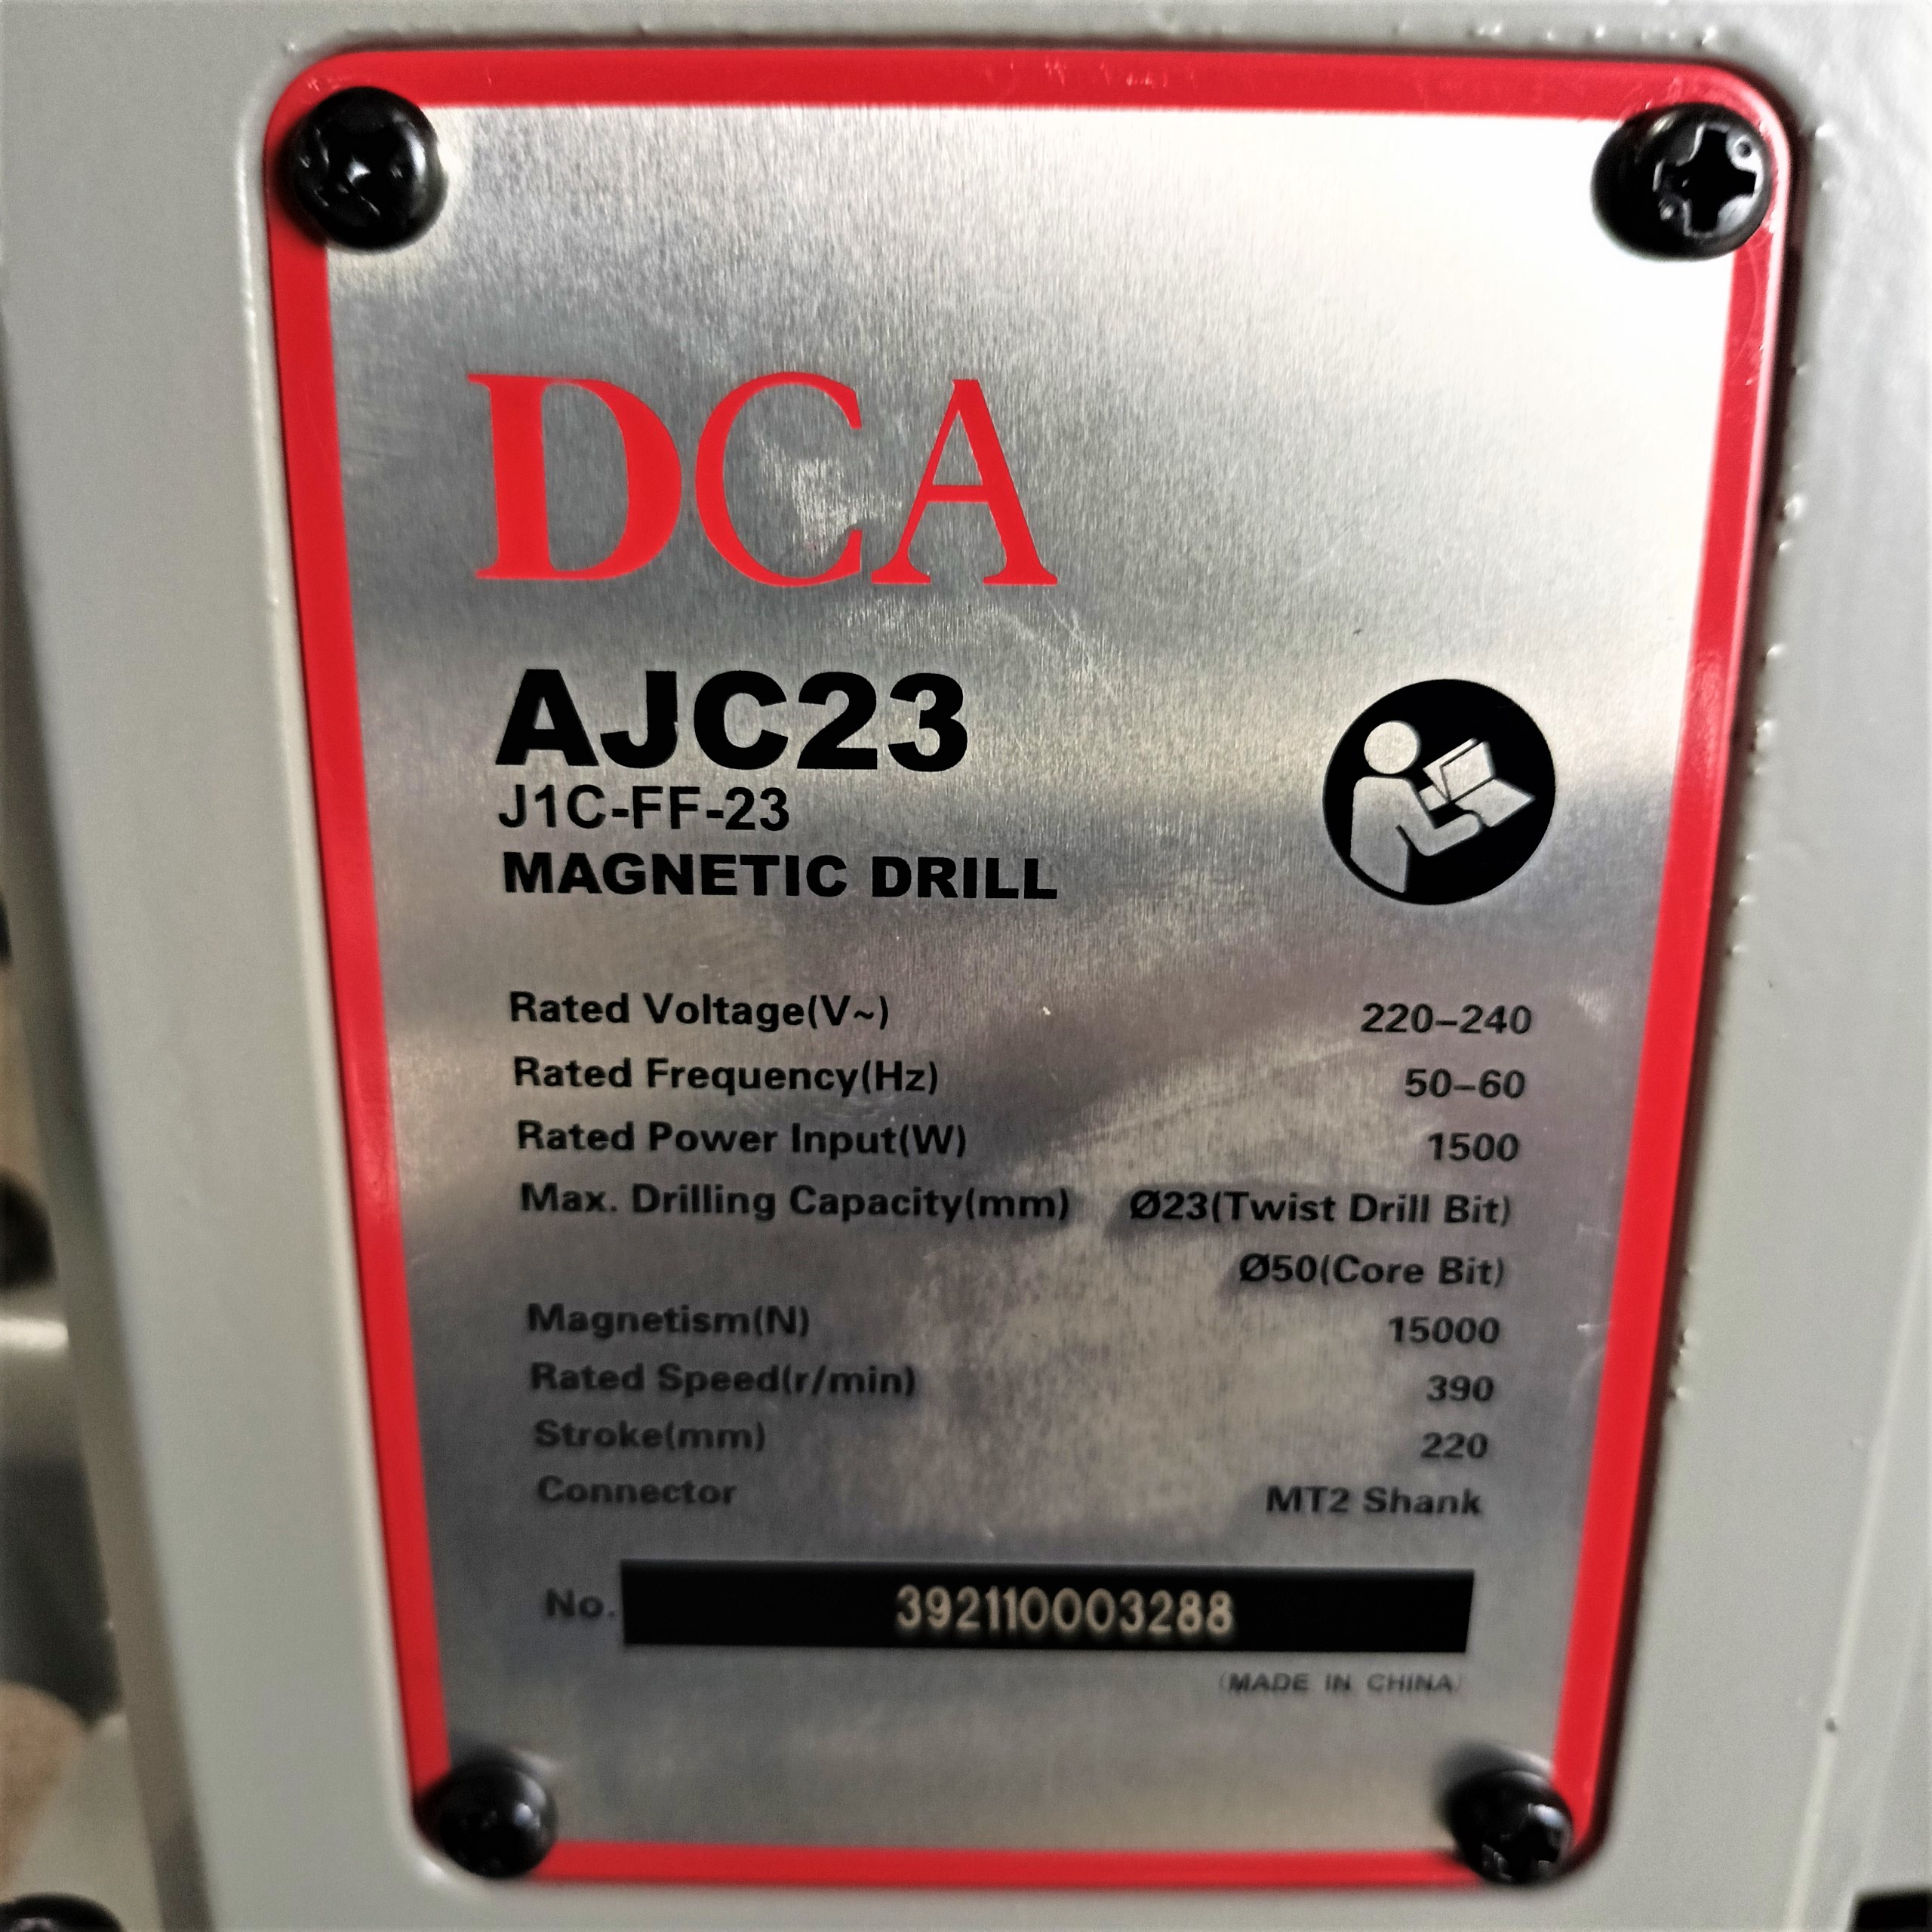 DCA
AJC23
J1C-FF-23
MAGNETIC DRILL
Rated Voltage(V~) 220-240
Rated Frequency(Hz) 50-60
Rated Power Input(W) 1500
Max. Drilling Capacity(mm) Ø23(Twist Drill Bit)
Ø50(Core Bit)
Magnetism(N) 15000
Rated Speed(r/min) 390
Stroke(mm) 220
Connector MT2 Shank
No. 392110003288
(MADE IN CHINA)